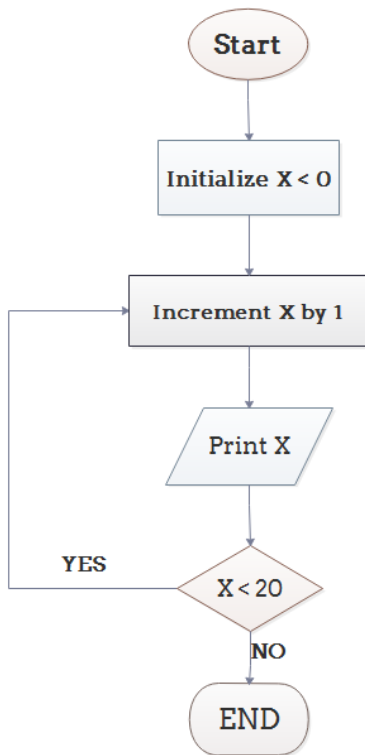 Start
Initialize X < 0
Increment X by 1
Print X
YES
X < 20
NO
END